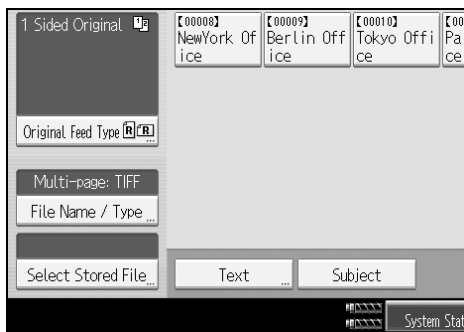 1 Sided Original
Original Feed Type
Multi-page: TIFF
File Name / Type
Select Stored File
【00008】
NewYork Of
ice
【00009】
Berlin Off
ice
【00010】
Tokyo Offi
ce
【00
Pa
ce
Text
Subject
System Stat